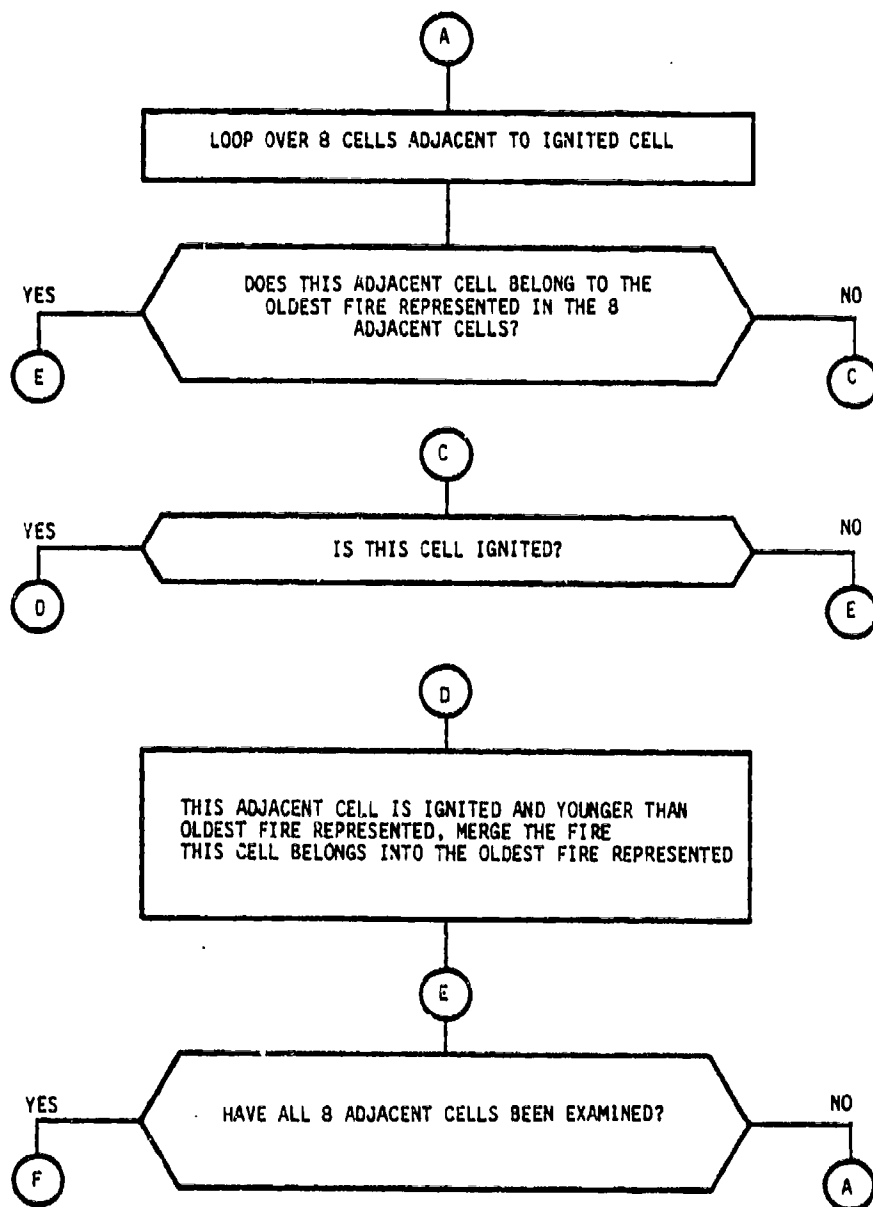 A
LOOP OVER 8 CELLS ADJACENT TO IGNITED CELL
DOES THIS ADJACENT CELL BELONG TO THE
OLDEST FIRE REPRESENTED IN THE 8
ADJACENT CELLS?
YES
NO
E
C
C
IS THIS CELL IGNITED?
YES
NO
D
E
D
THIS ADJACENT CELL IS IGNITED AND YOUNGER THAN
OLDEST FIRE REPRESENTED, MERGE THE FIRE
THIS CELL BELONGS INTO THE OLDEST FIRE REPRESENTED
E
HAVE ALL 8 ADJACENT CELLS BEEN EXAMINED?
YES
NO
F
A